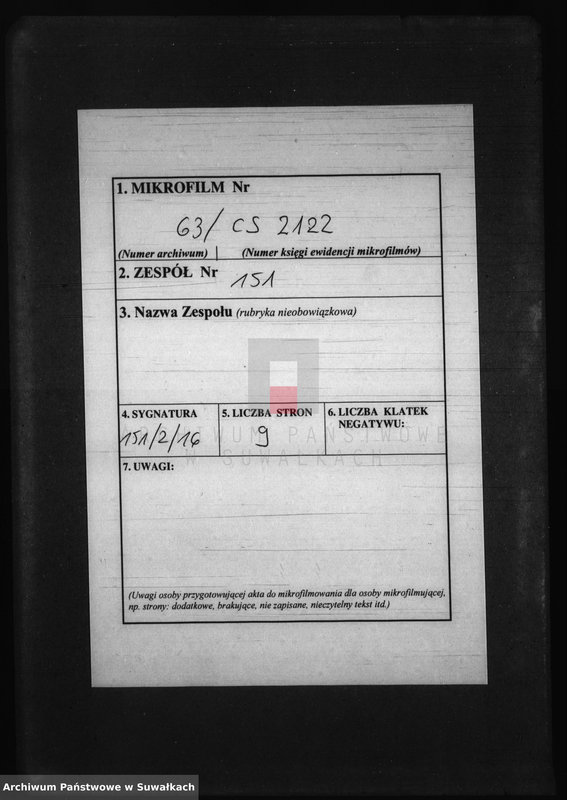 1. MIKROFILM Nr
63/ CS 2122
(Numer archiwum) (Numer księgi ewidencji mikrofilmów)
2. ZESPÓŁ Nr 151
3. Nazwa Zespołu (rubryka nieobowiązkowa)
4. SYGNATURA
151/2/16
5. LICZBA STRON
9
6. LICZBA KLATEK
NEGATYWU:
ARCHIWUM PAŃSTWOWE
W SUWAŁKACH
7. UWAGI:
(Uwagi osoby przygotowującej akta do mikrofilmowania dla osoby mikrofilmującej,
np. strony: dodatkowe, brakujące, nie zapisane, nieczytelny tekst itd.)
Archiwum Państwowe w Suwałkach